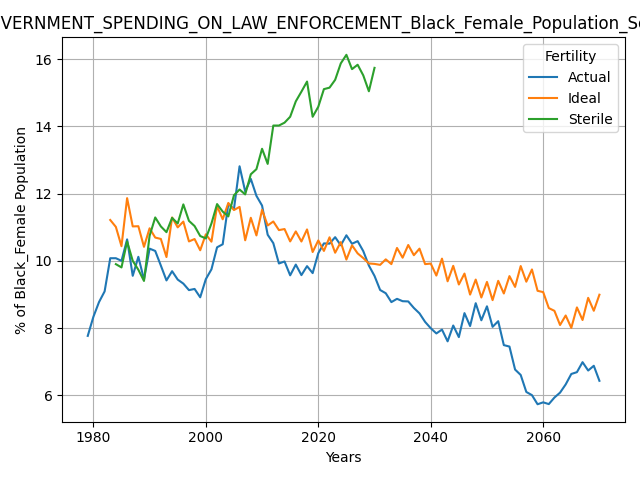 VERNMENT_SPENDING_ON_LAW_ENFORCEMENT_Black_Female_Population_Se
Fertility
Actual
Ideal
Sterile
16
14
12
10
8
6
% of Black_Female Population
1980
2000
2020
2040
2060
Years